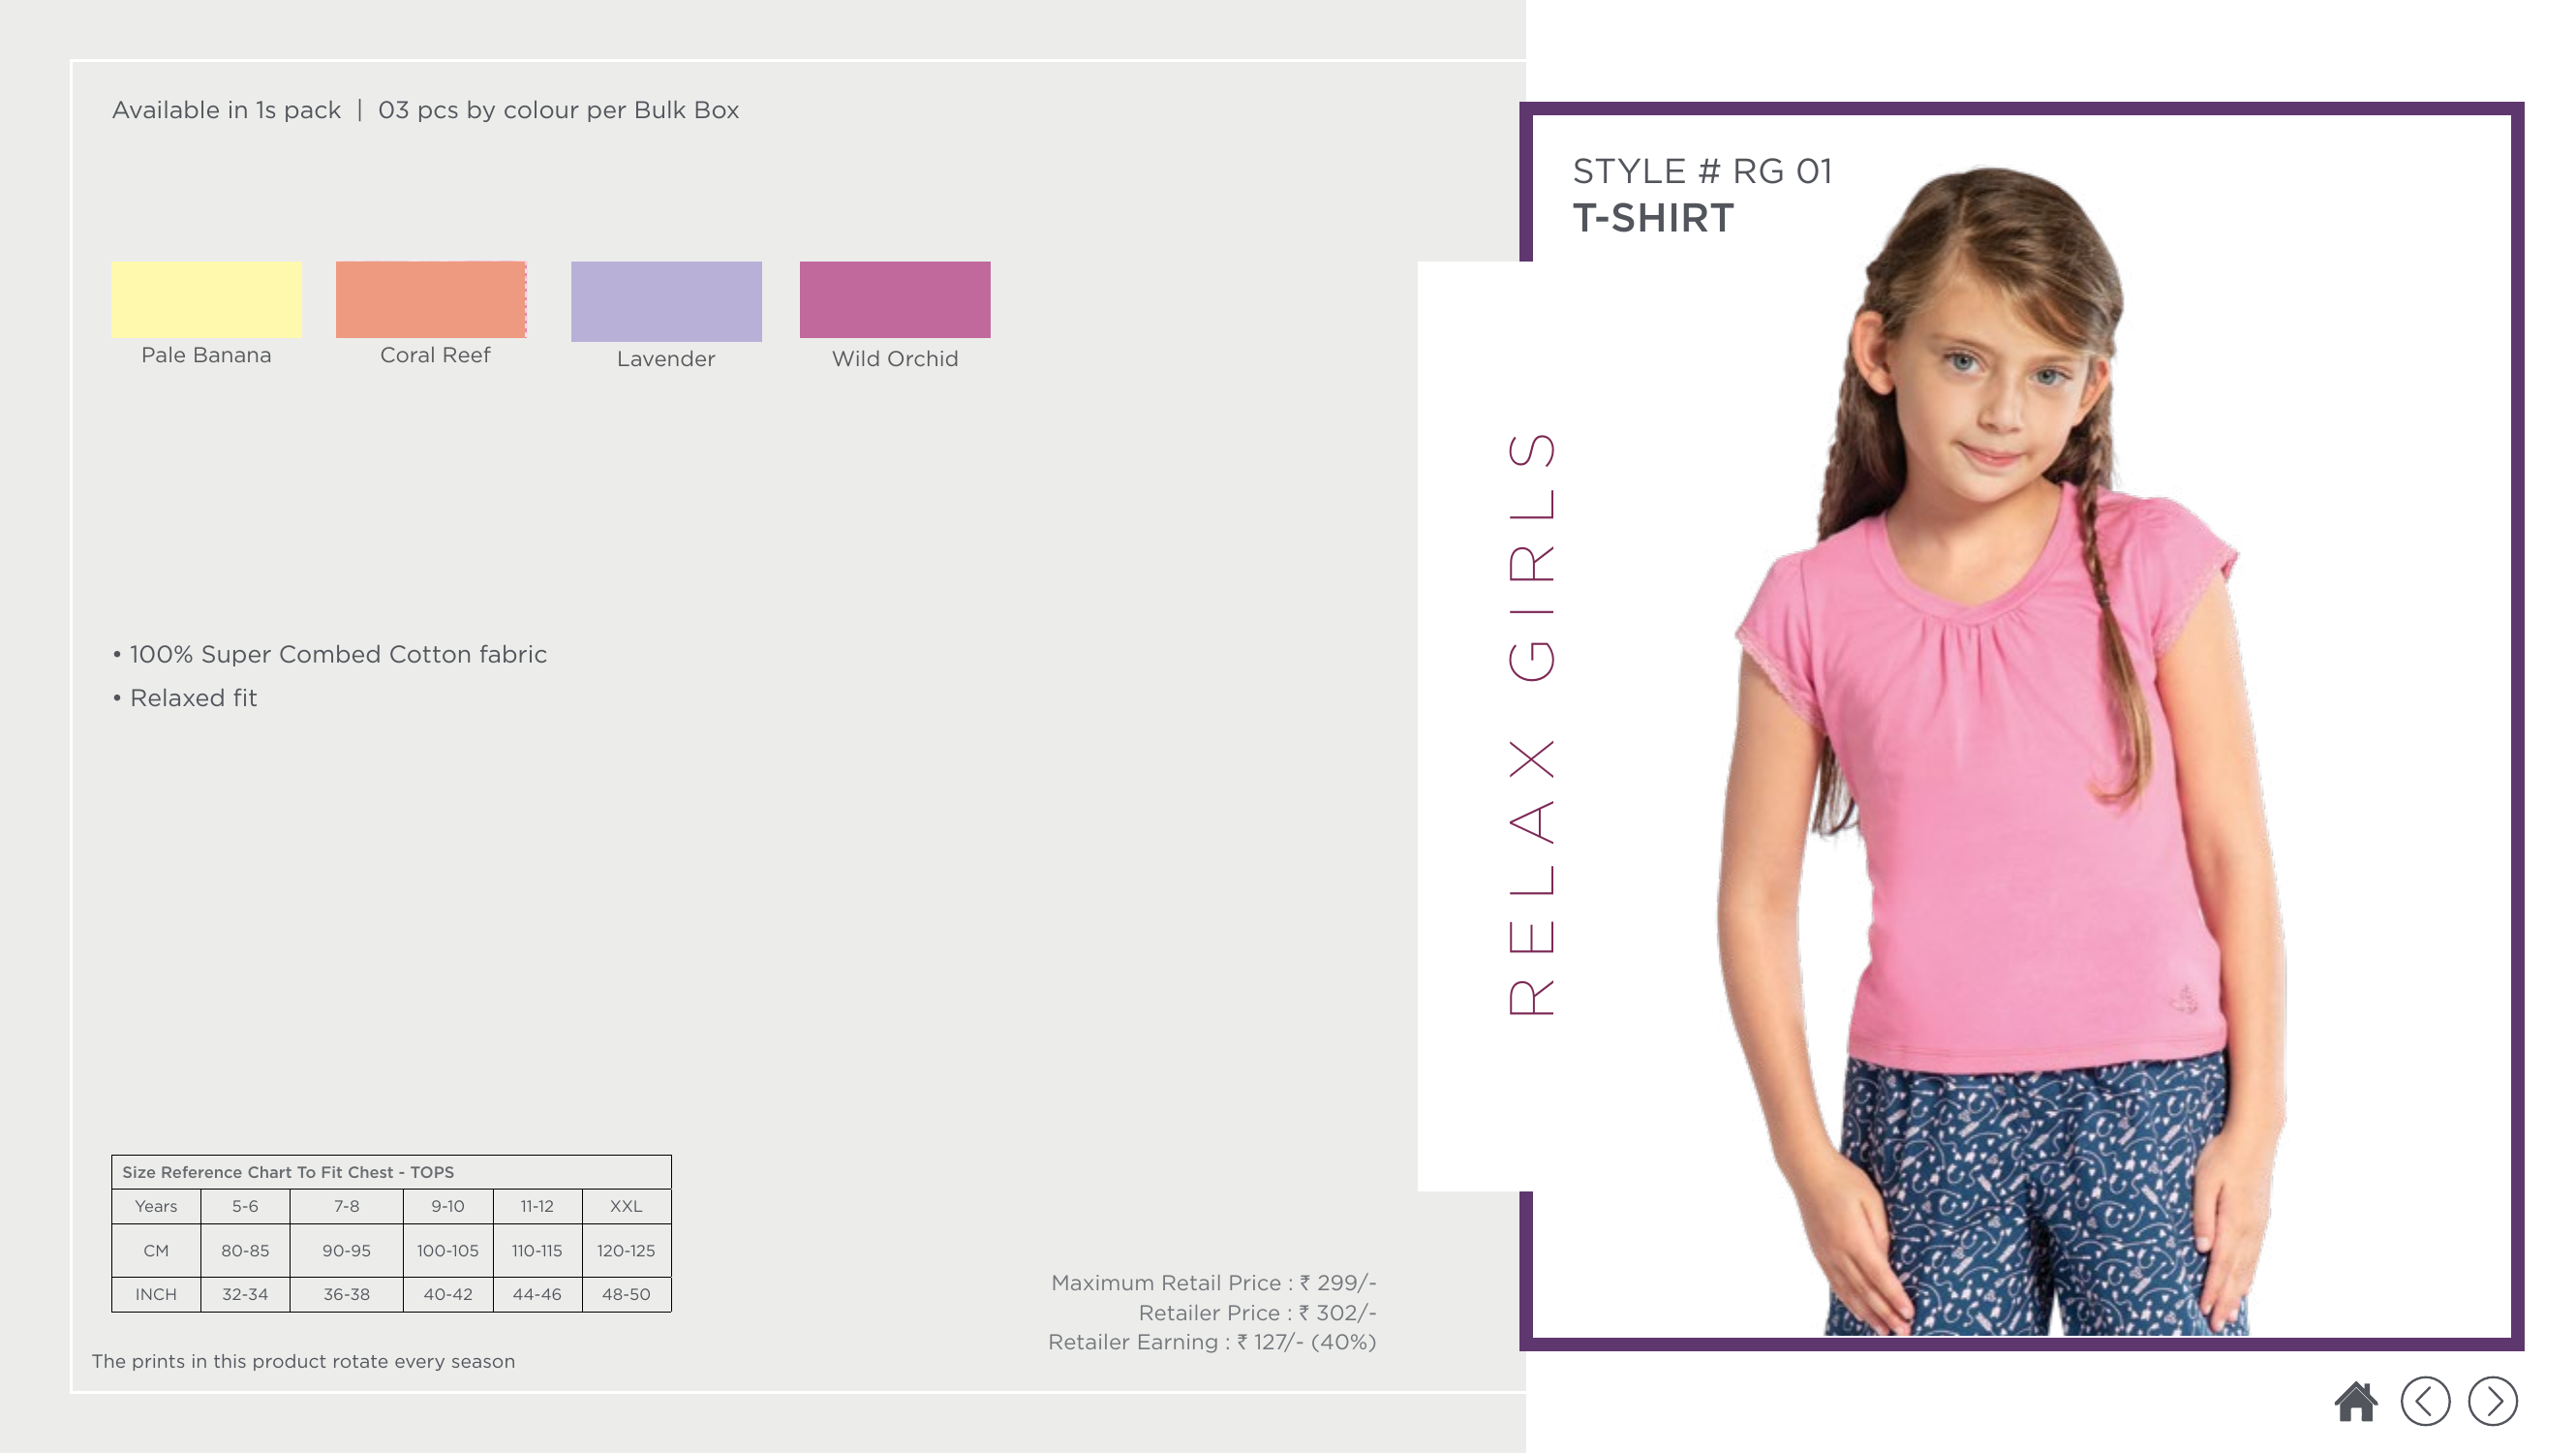 Available in 1s pack | 03 pcs by colour per Bulk Box
Pale Banana
Coral Reef
Lavender
Wild Orchid
• 100% Super Combed Cotton fabric
• Relaxed fit
Size Reference Chart To Fit Chest - TOPS
Years 5-6 7-8 9-10 11-12 XXL
CM 80-85 90-95 100-105 110-115 120-125
INCH 32-34 36-38 40-42 44-46 48-50
The prints in this product rotate every season
Maximum Retail Price : ₹ 299/-
Retailer Price : ₹ 302/-
Retailer Earning : ₹ 127/- (40%)
RELAX GIRLS
STYLE # RG 01
T-SHIRT